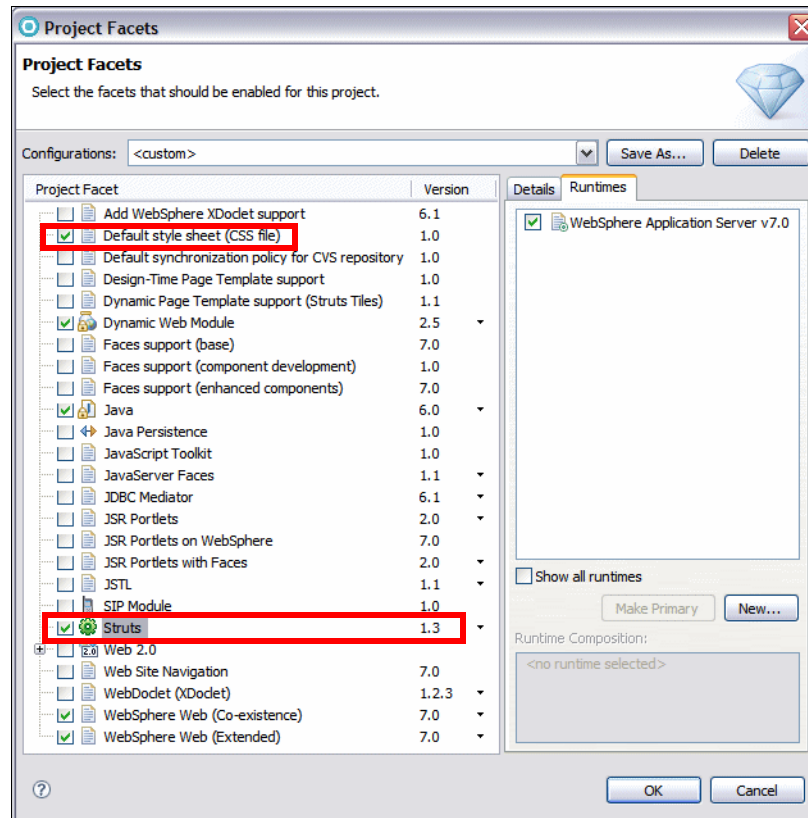 Project Facets
Project Facets
Select the facets that should be enabled for this project.
Configurations: <custom> Save As... Delete
Project Facet Version Details Runtimes
Add WebSphere XDoclet support 6.1
WebSphere Application Server v7.0
Default style sheet (CSS file) 1.0
Default synchronization policy for CVS repository 1.0
Design-Time Page Template support 1.0
Dynamic Page Template support (Struts Tiles) 1.1
Dynamic Web Module 2.5
Faces support (base) 7.0
Faces support (component development) 1.0
Faces support (enhanced components) 7.0
Java 6.0
Java Persistence 1.0
JavaScript Toolkit 1.0
JavaServer Faces 1.1
JDBC Mediator 6.1
JSR Portlets 2.0
JSR Portlets on WebSphere 7.0
JSR Portlets with Faces 2.0
Show all runtimes
JSTL 1.1
SIP Module 1.0
Make Primary New...
Struts 1.3
Runtime Composition:
2.0 Web 2.0
<no runtime selected>
Web Site Navigation 7.0
WebDoclet (XDoclet) 1.2.3
WebSphere Web (Co-existence) 7.0
WebSphere Web (Extended) 7.0
? OK Cancel